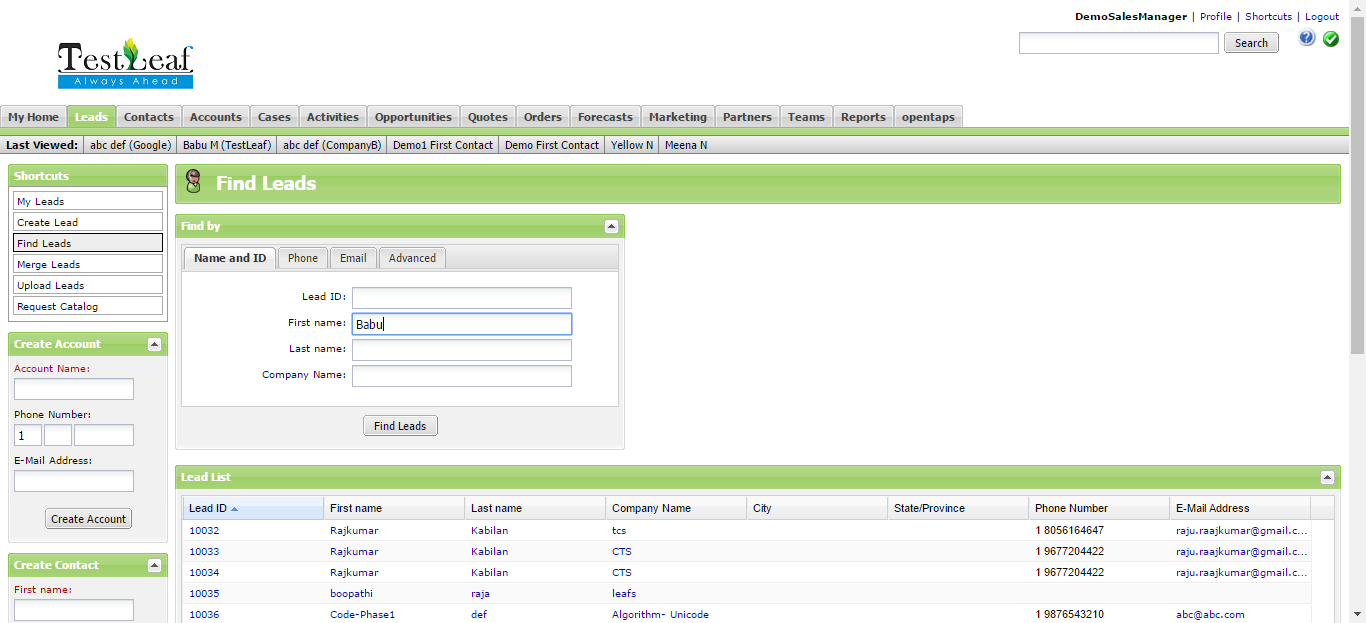 DemoSalesManager | Profile | Shortcuts | Logout
Search
TestLeaf
Always Ahead
My Home Leads Contacts Accounts Cases Activities Opportunities Quotes Orders Forecasts Marketing Partners Teams Reports opentaps
Last Viewed: abc def (Google) Babu M (TestLeaf) abc def (CompanyB) Demo1 First Contact Demo First Contact Yellow N Meena N
Shortcuts
My Leads
Create Lead
Find Leads
Merge Leads
Upload Leads
Request Catalog
Create Account
Account Name:
Phone Number:
1
E-Mail Address:
Create Account
Create Contact
First name:
Find Leads
Find by
Name and ID Phone Email Advanced
Lead ID:
First name: Babu
Last name:
Company Name:
Find Leads
Lead List
Lead ID First name Last name Company Name City State/Province Phone Number E-Mail Address
10032 Rajkumar Kabilan tcs 1 8056164647 raju.raajkumar@gmail.c...
10033 Rajkumar Kabilan CTS 1 9677204422 raju.raajkumar@gmail.c...
10034 Rajkumar Kabilan CTS 1 9677204422 raju.raajkumar@gmail.c...
10035 boopathi raja leafs
10036 Code-Phase1 def Algorithm- Unicode 1 9876543210 abc@abc.com